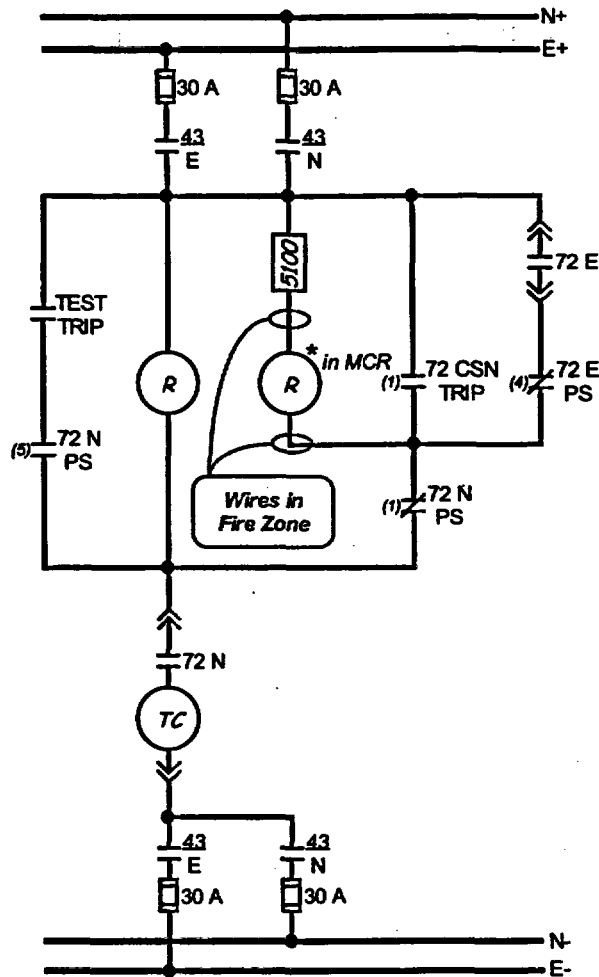 N+
E+
30 A
30 A
43
E
43
N
5100
TEST
TRIP
72 E
R
R
* in MCR
(1)
72 CSN
TRIP
(4)
72 E
PS
(5)
72 N
PS
Wires in
Fire Zone
(1)
72 N
PS
72 N
TC
43
E
43
N
30 A
30 A
N-
E-